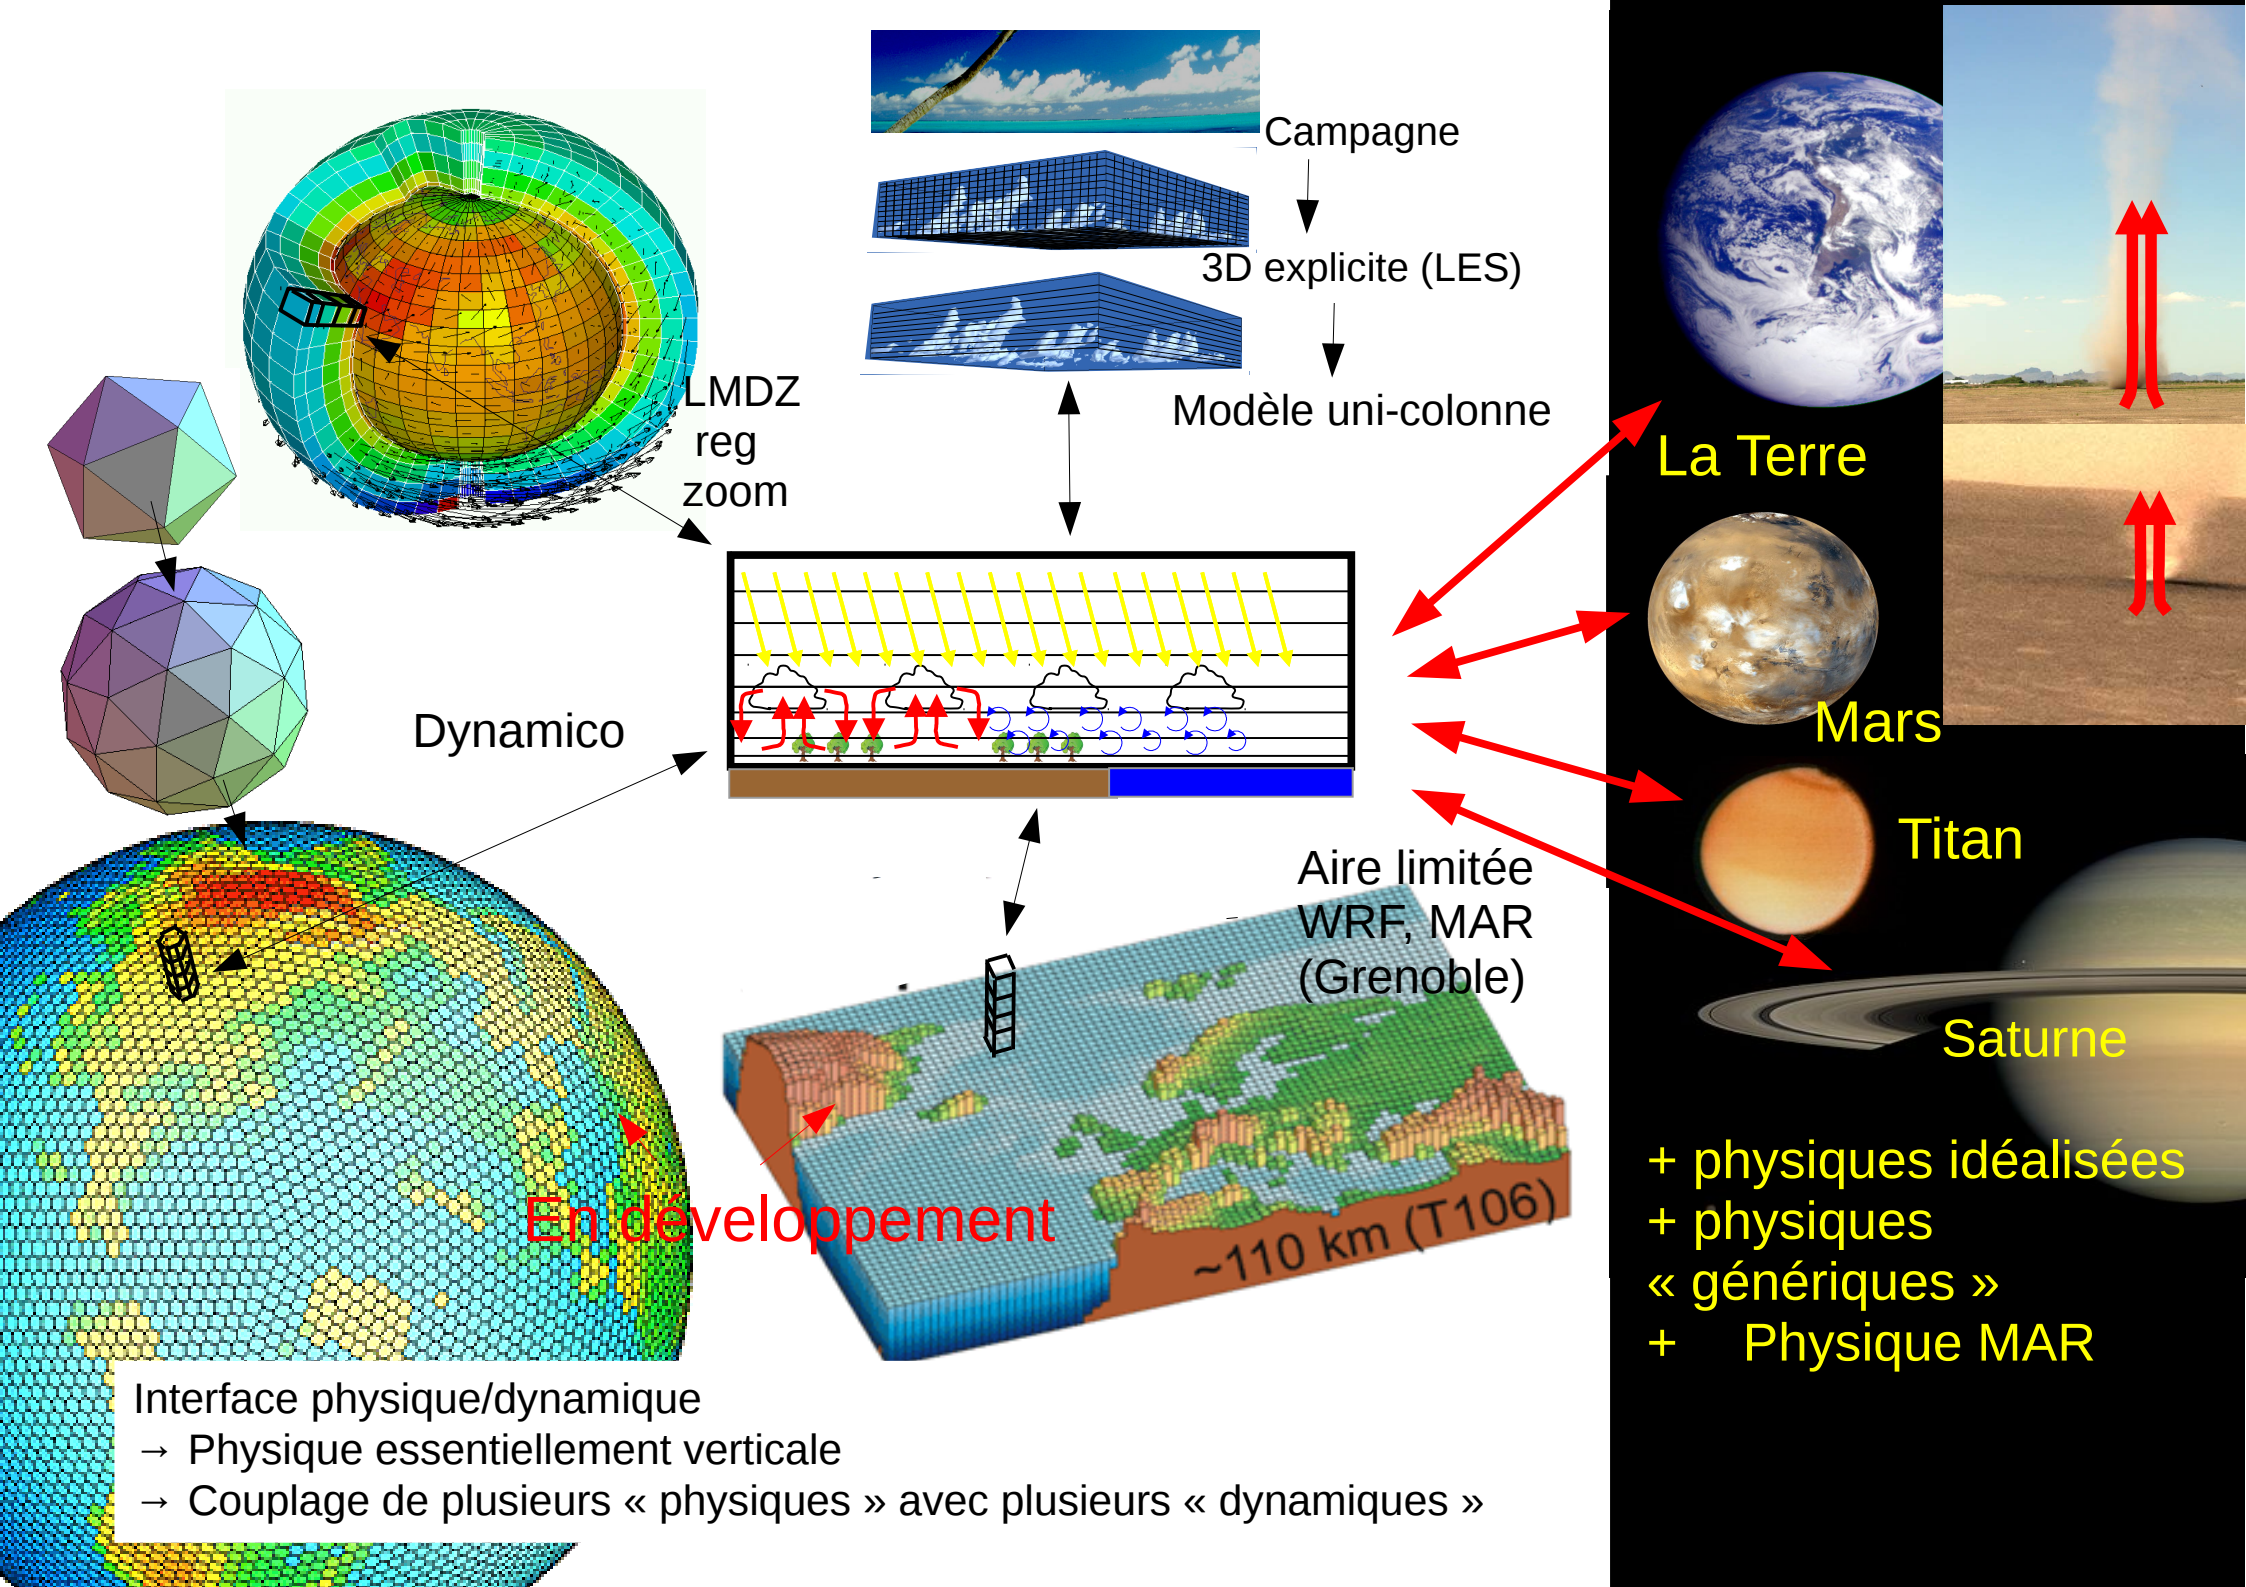 Campagne
3D explicite (LES)
Modèle uni-colonne
LMDZ
reg
zoom
Dynamico
Aire limitée
WRF, MAR
(Grenoble)
~110 km (T106)
En développement
La Terre
Mars
Titan
Saturne
+ physiques idéalisées
+ physiques
« génériques »
+ Physique MAR
Interface physique/dynamique
→ Physique essentiellement verticale
→ Couplage de plusieurs « physiques » avec plusieurs « dynamiques »